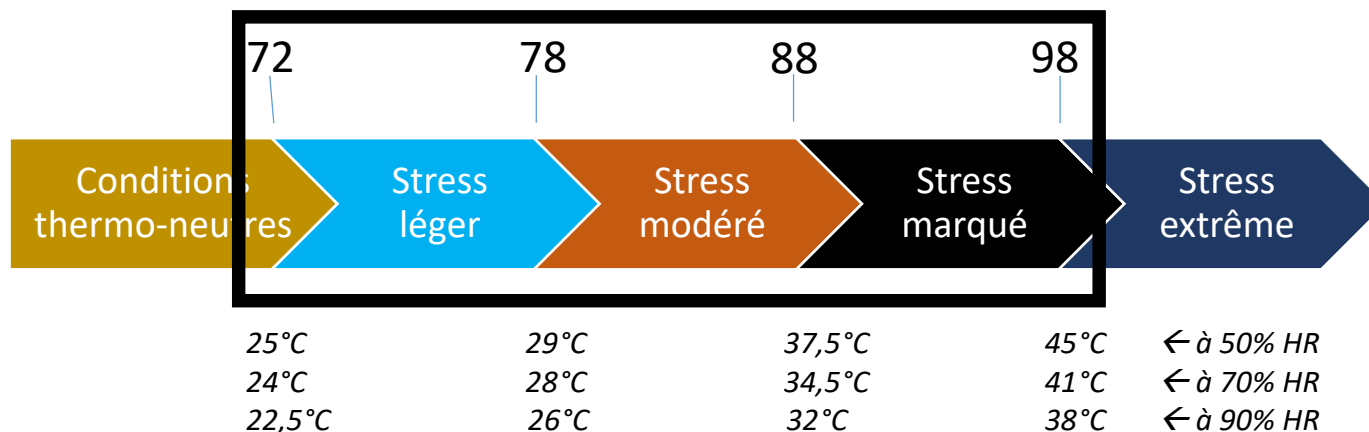 72 78 88 98
Conditions
thermo-neutres
Stress
léger
Stress
modéré
Stress
marqué
Stress
extrême
25°C 29°C 37,5°C 45°C ← à 50% HR
24°C 28°C 34,5°C 41°C ← à 70% HR
22,5°C 26°C 32°C 38°C ← à 90% HR